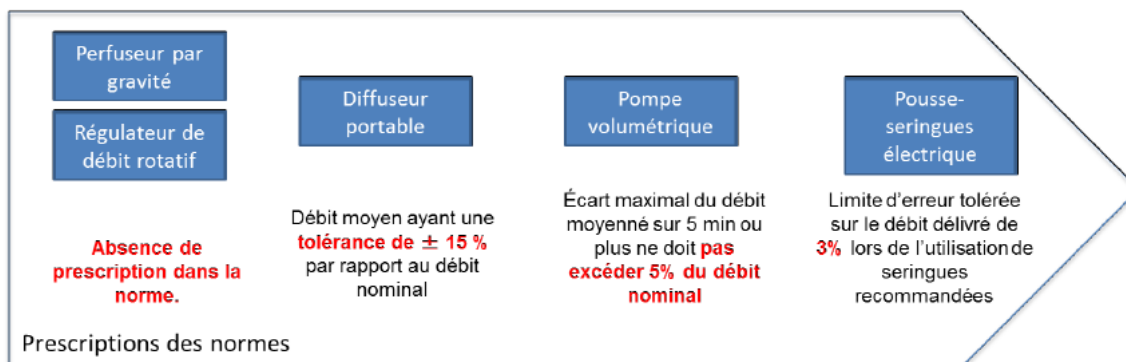 Perfuseur par
gravité
Régulateur de
débit rotatif
Absence de
prescription dans la
norme.
Diffuseur
portable
Débit moyen ayant une
tolérance de ± 15 %
par rapport au débit
nominal
Pompe
volumétrique
Écart maximal du débit
moyenné sur 5 min ou
plus ne doit pas
excéder 5% du débit
nominal
Pousse-
seringues
électrique
Limite d'erreur tolérée
sur le débit délivré de
3% lors de l'utilisation de
seringues
recommandées
Prescriptions des normes